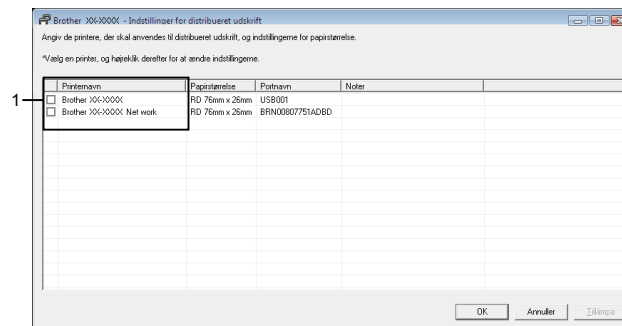 Brother XX-XXXX - Indstillinger for distribueret udskrift
Angiv de printere, der skal anvendes til distribueret udskrift, og indstillingerne for papirstørrelse.
*Vælg en printer, og højreklik derefter for at ændre indstillingerne.
Printernavn Papirstørrelse Portnavn Noter
1
Brother XX-XXXX RD 76mm x 26mm USB001
Brother XX-XXXX Net work RD 76mm x 26mm BRN00807751ADBD
OK Annuller Tillämpa